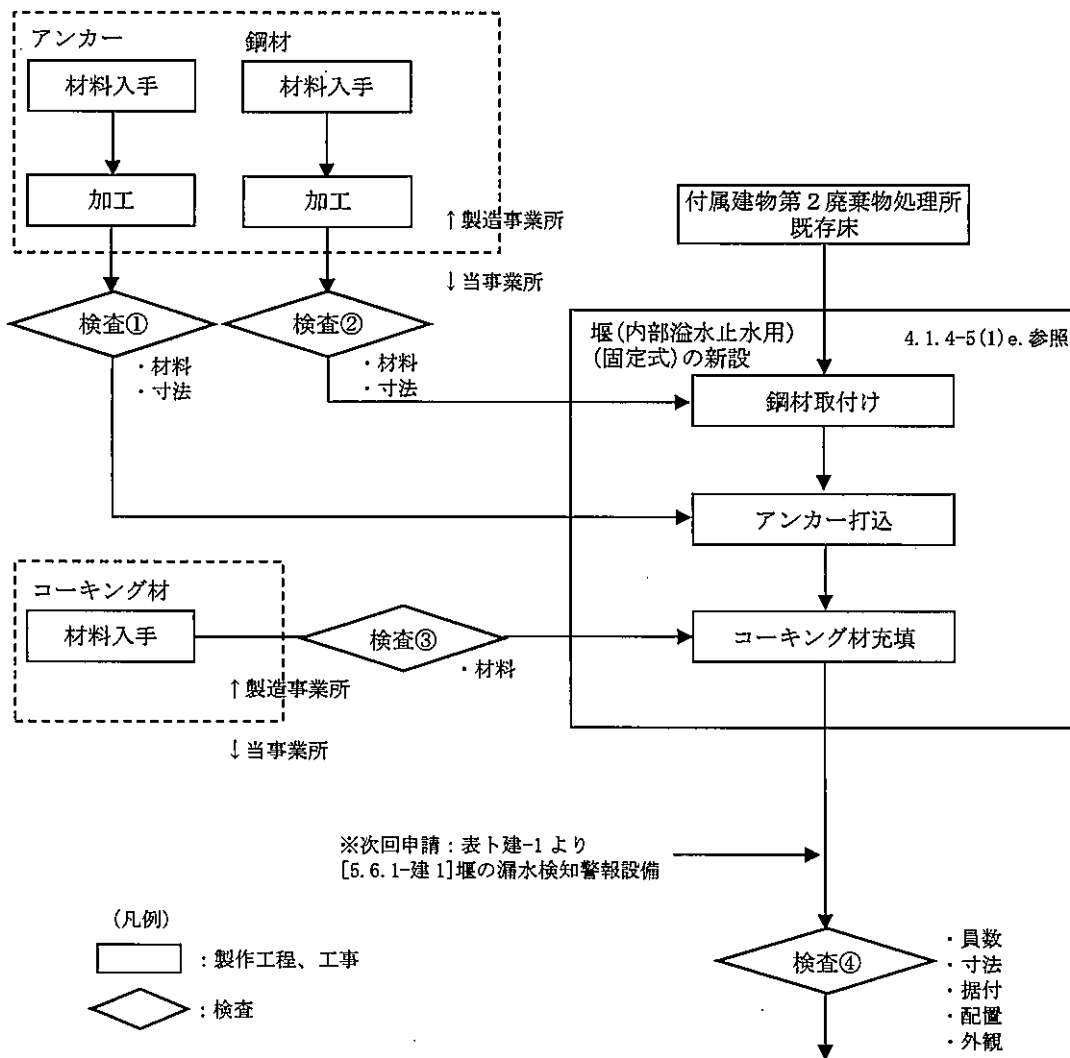 アンカー
鋼材
材料入手
材料入手
加工
加工
↑製造事業所
↓当事業所
検査①
・材料
・寸法
検査②
・材料
・寸法
付属建物第2廃棄物処理所
既存床
堰(内部溢水止水用)
(固定式)の新設
4.1.4-5(1)e.参照
鋼材取付け
アンカー打込
コーキング材充填
コーキング材
材料入手
↑製造事業所
↓当事業所
検査③
・材料
※次回申請:表ト建-1より
[5.6.1-建1]堰の漏水検知警報設備
検査④
・員数
・寸法
・据付
・配置
・外観
(凡例)
:製作工程、工事
:検査